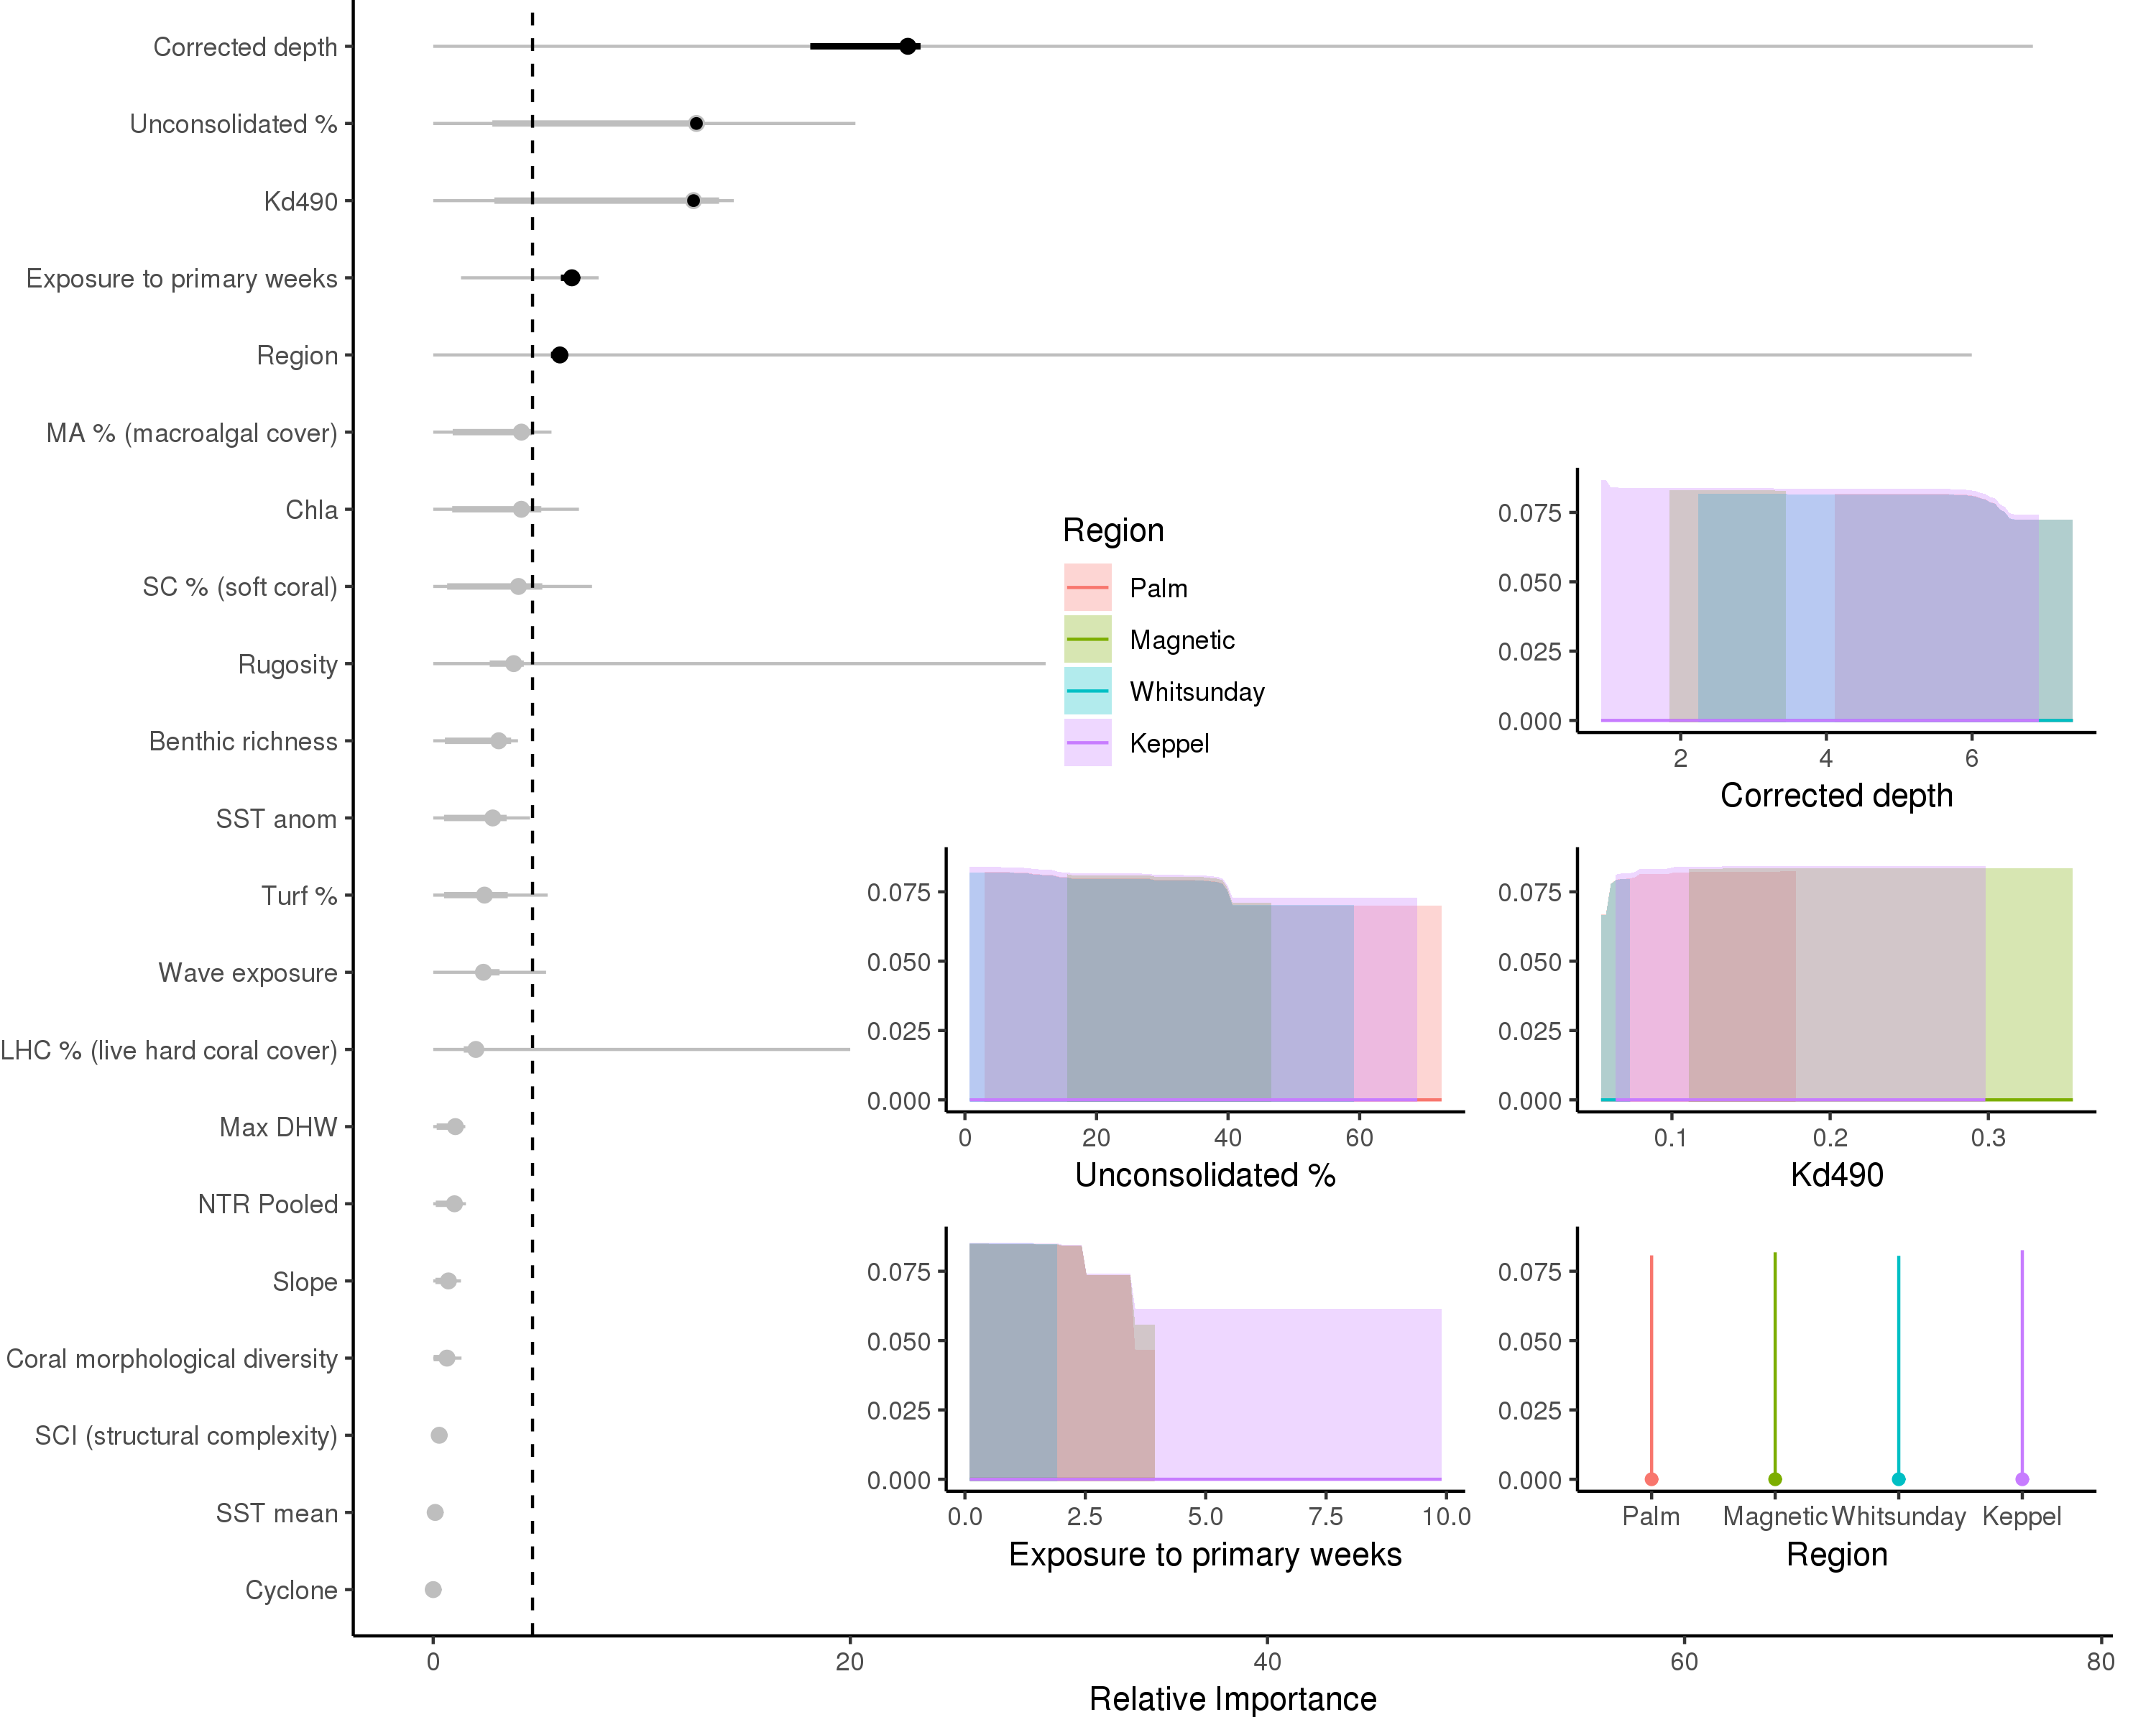 Corrected depth
Unconsolidated %
Kd490
Exposure to primary weeks
Region
MA % (macroalgal cover)
Chla
SC % (soft coral)
Rugosity
Benthic richness
SST anom
Turf %
Wave exposure
LHC % (live hard coral cover)
Max DHW
NTR Pooled
Slope
Coral morphological diversity
SCI (structural complexity)
SST mean
Cyclone
0 20 40 60 80
Relative Importance
Region
Palm
Magnetic
Whitsunday
Keppel
0.075
0.050
0.025
0.000
2 4 6
Corrected depth
0.075
0.050
0.025
0.000
0 20 40 60
Unconsolidated %
0.075
0.050
0.025
0.000
0.1 0.2 0.3
Kd490
0.075
0.050
0.025
0.000
0.0 2.5 5.0 7.5 10.0
Exposure to primary weeks
0.075
0.050
0.025
0.000
Palm Magnetic Whitsunday Keppel
Region